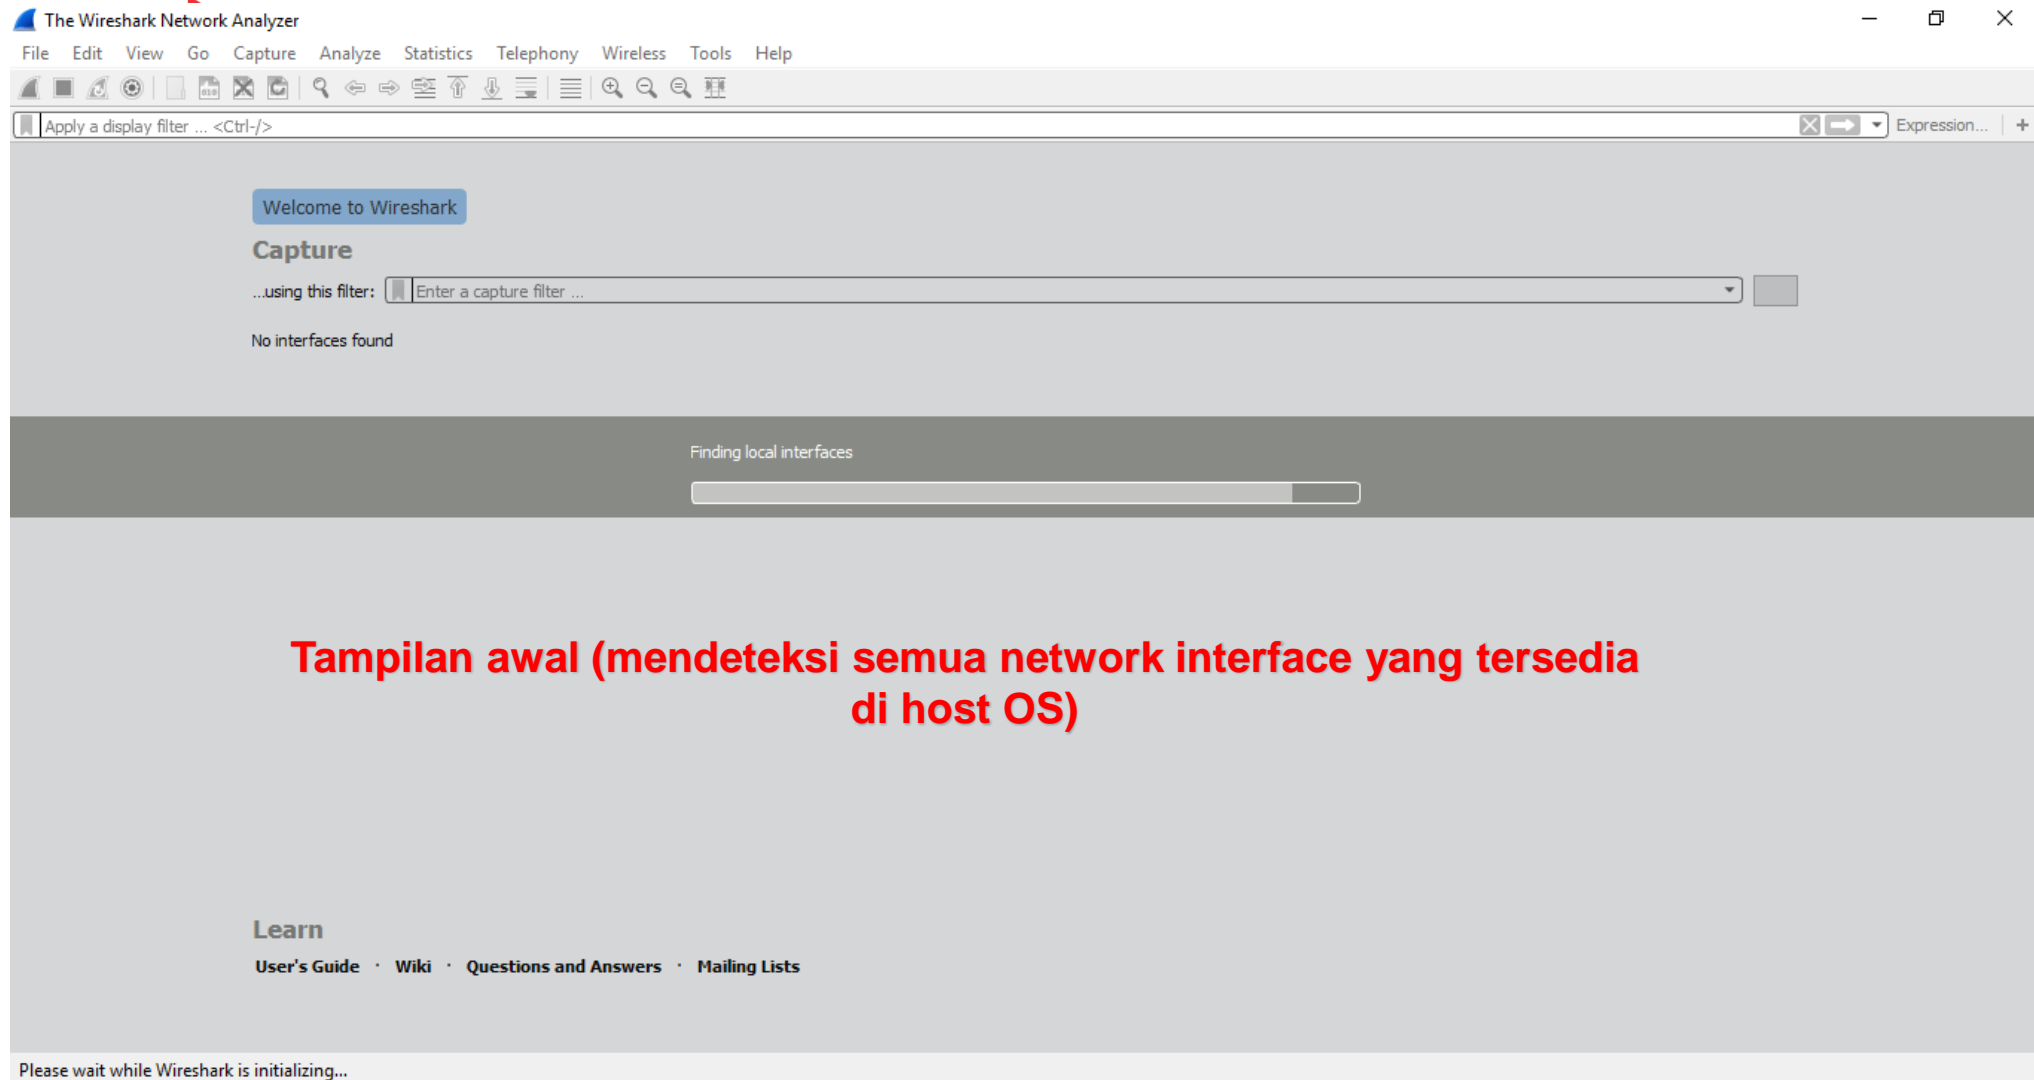 The Wireshark Network Analyzer
File Edit View Go Capture Analyze Statistics Telephony Wireless Tools Help
Apply a display filter ... <Ctrl-/>
Expression... +
Welcome to Wireshark
Capture
...using this filter: Enter a capture filter ...
No interfaces found
Finding local interfaces
Tampilan awal (mendeteksi semua network interface yang tersedia
di host OS)
Learn
User's Guide · Wiki · Questions and Answers · Mailing Lists
Please wait while Wireshark is initializing...